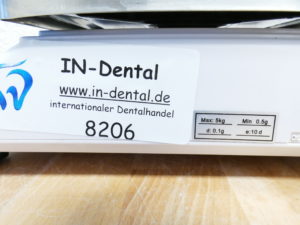 IN-Dental
www.in-dental.de
internationaler Dentalhandel
8206
Max: 5kg Min 0.5g
d: 0.1g e:10 d